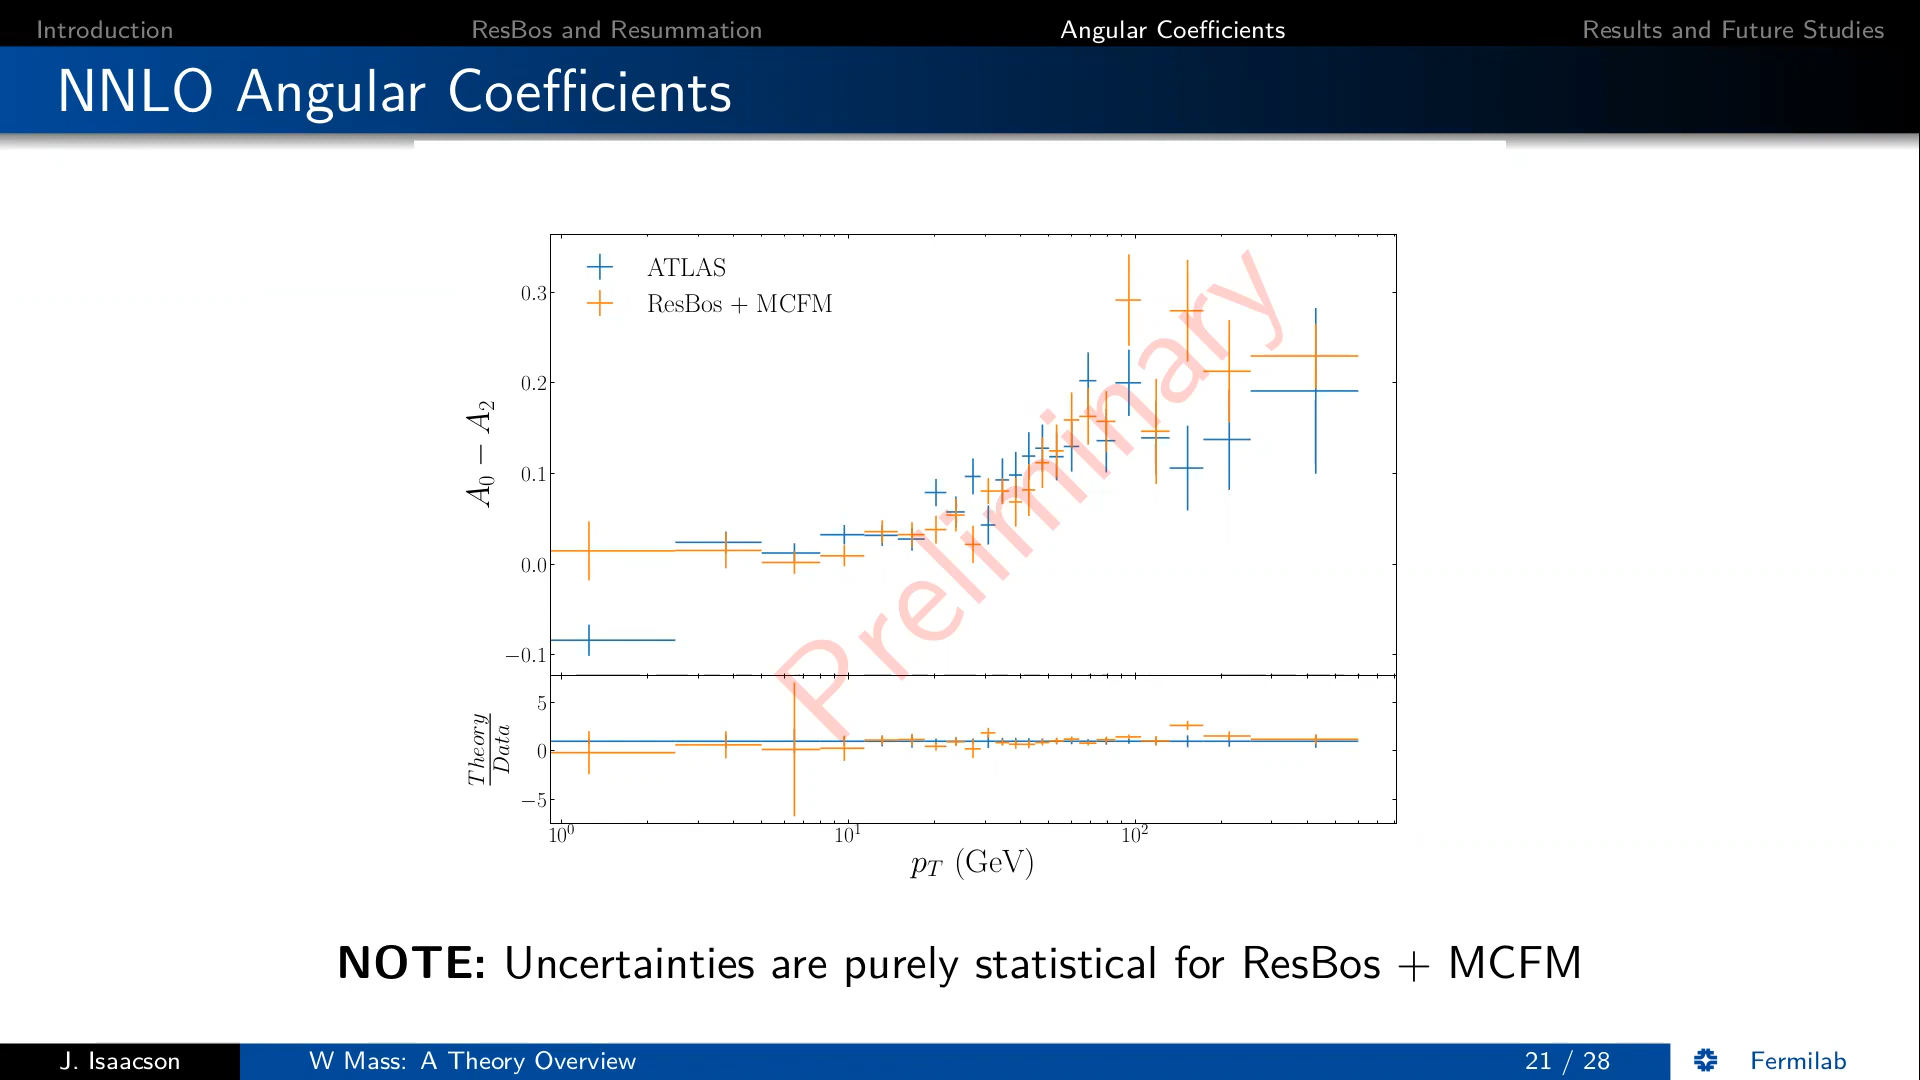 Introduction
ResBos and Resummation
Angular Coefficients
Results and Future Studies
NNLO Angular Coefficients
ATLAS
ResBos + MCFM
0.3
0.2
0.1
0.0
−0.1
A0 − A2
Preliminary
5
0
−5
Theory
Data
10^0
10^1
10^2
pT (GeV)
NOTE: Uncertainties are purely statistical for ResBos + MCFM
J. Isaacson
W Mass: A Theory Overview
21 / 28
Fermilab